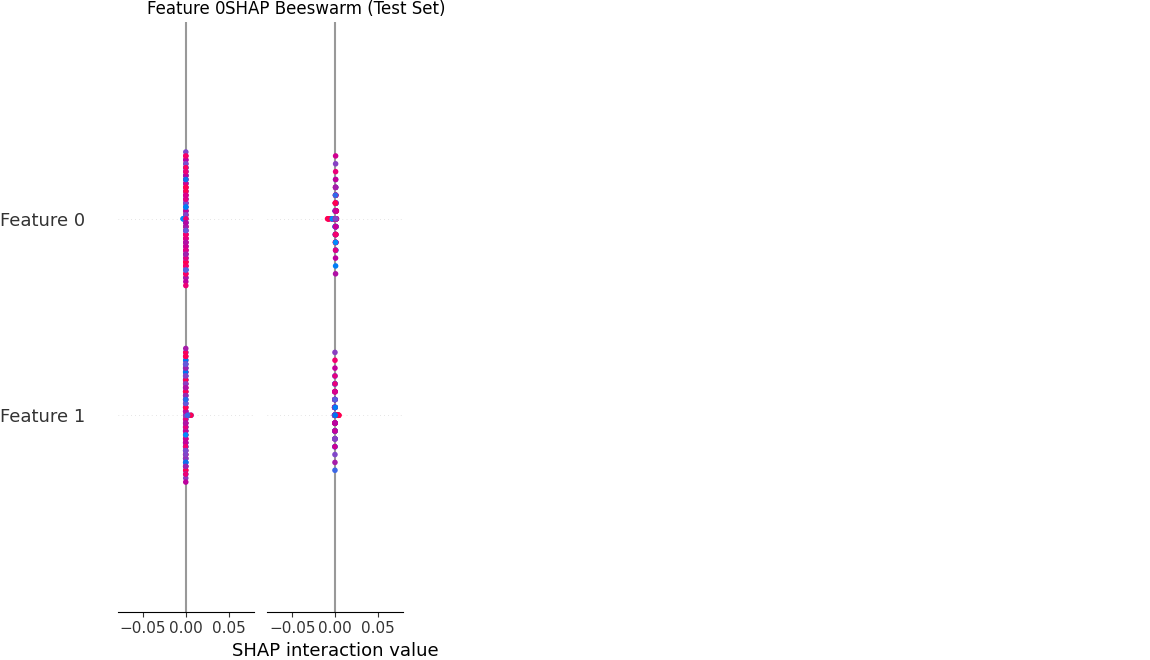 Feature 0SHAP Beeswarm (Test Set)
Feature 0
Feature 1
−0.05 0.00 0.05 −0.05 0.00 0.05
SHAP interaction value